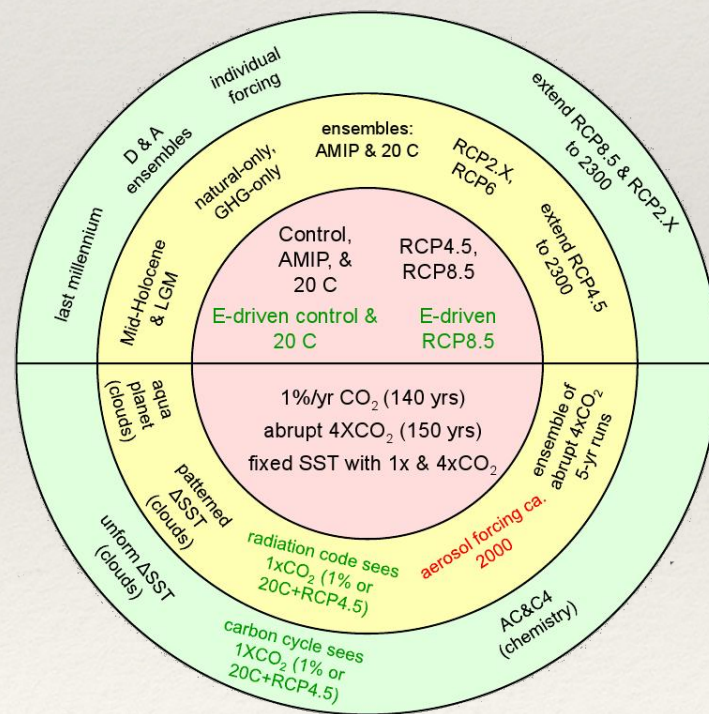 individual
forcing
D & A
ensembles
last millennium
extend RCP8.5 & RCP2.X
to 2300
ensembles:
AMIP & 20 C
natural-only,
GHG-only
RCP2.X,
RCP6
Mid-Holocene
& LGM
extend RCP4.5
to 2300
Control,
AMIP, &
20 C
RCP4.5,
RCP8.5
E-driven control &
20 C
E-driven
RCP8.5
1%/yr CO₂ (140 yrs)
abrupt 4XCO₂ (150 yrs)
fixed SST with 1x & 4xCO₂
aqua
planet
(clouds)
patterned
ΔSST
(clouds)
radiation code sees
1xCO₂ (1% or
20C+RCP4.5)
aerosol forcing ca.
2000
ensemble of
abrupt 4xCO₂
5-yr runs
unform ΔSST
(clouds)
carbon cycle sees
1XCO₂ (1% or
20C+RCP4.5)
AC&C4
(chemistry)